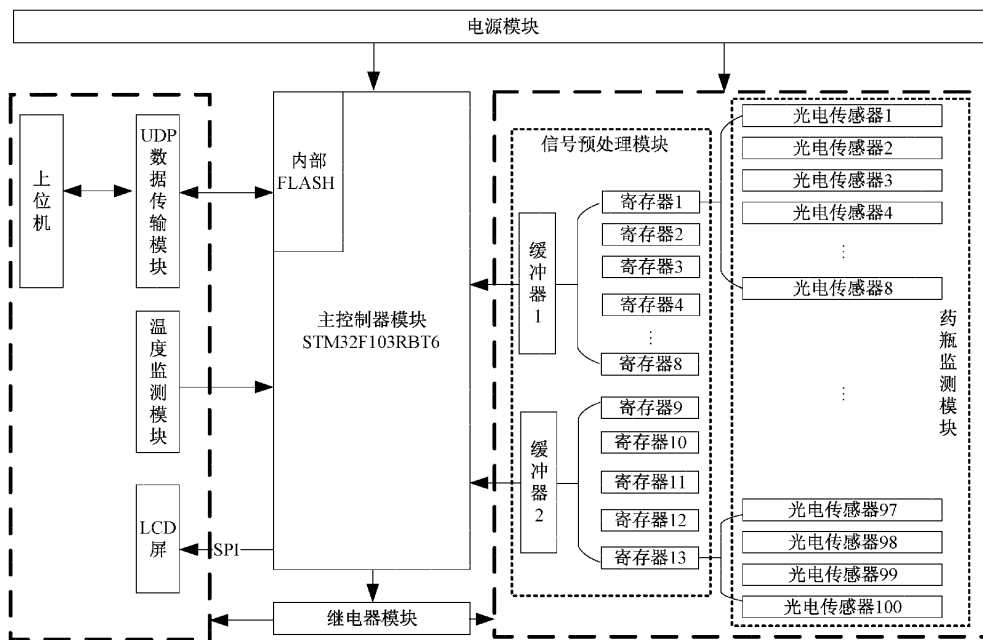 电源模块
上位机
UDP
数据传输模块
温度监测模块
LCD
屏
SPI
内部
FLASH
主控制器模块
STM32F103RBT6
继电器模块
信号预处理模块
缓冲器1
寄存器1
寄存器2
寄存器3
寄存器4
⋮
寄存器8
缓冲器2
寄存器9
寄存器10
寄存器11
寄存器12
寄存器13
光电传感器1
光电传感器2
光电传感器3
光电传感器4
⋮
光电传感器8
⋮
药瓶监测模块
光电传感器97
光电传感器98
光电传感器99
光电传感器100